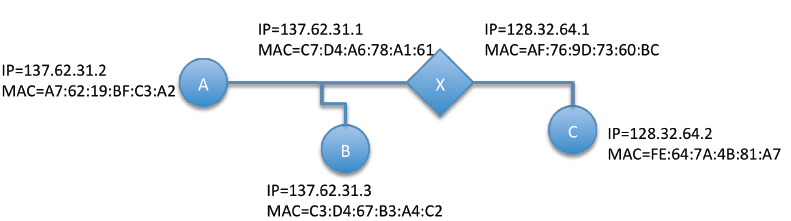 IP=137.62.31.1
MAC=C7:D4:A6:78:A1:61
IP=128.32.64.1
MAC=AF:76:9D:73:60:BC
IP=137.62.31.2
MAC=A7:62:19:BF:C3:A2
A
X
B
C
IP=128.32.64.2
MAC=FE:64:7A:4B:81:A7
IP=137.62.31.3
MAC=C3:D4:67:B3:A4:C2